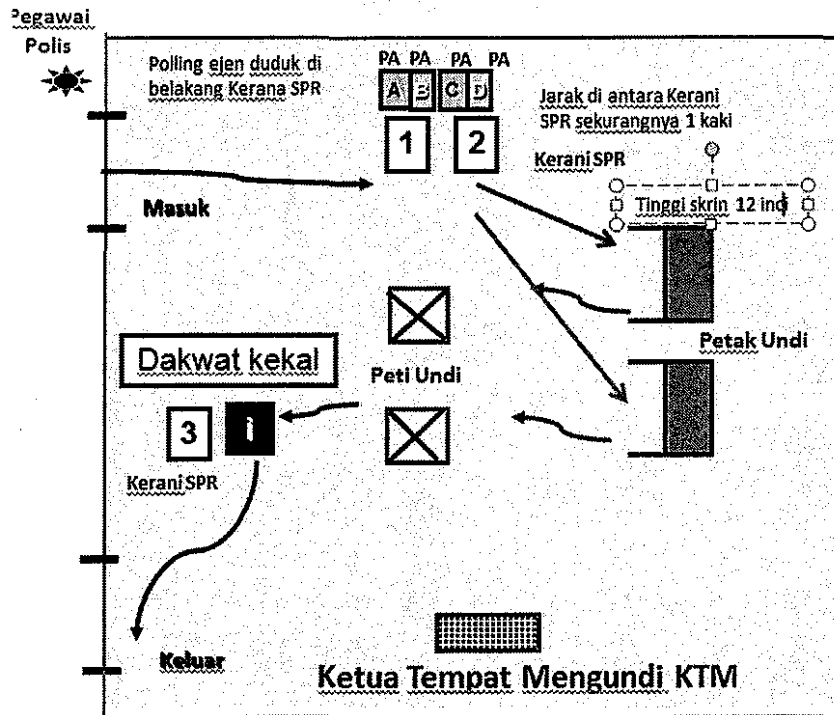 Pegawai
Polis
Polling ejen duduk di
belakang Kerana SPR
PA PA PA PA
A B C D
1 2
Jarak di antara Kerani
SPR sekurangnya 1 kaki
Kerani SPR
Tinggi skrin 12 indi
Masuk
Petak Undi
Dakwat kekal
Peti Undi
3 i
Kerani SPR
Keluar
Ketua Tempat Mengundi KTM